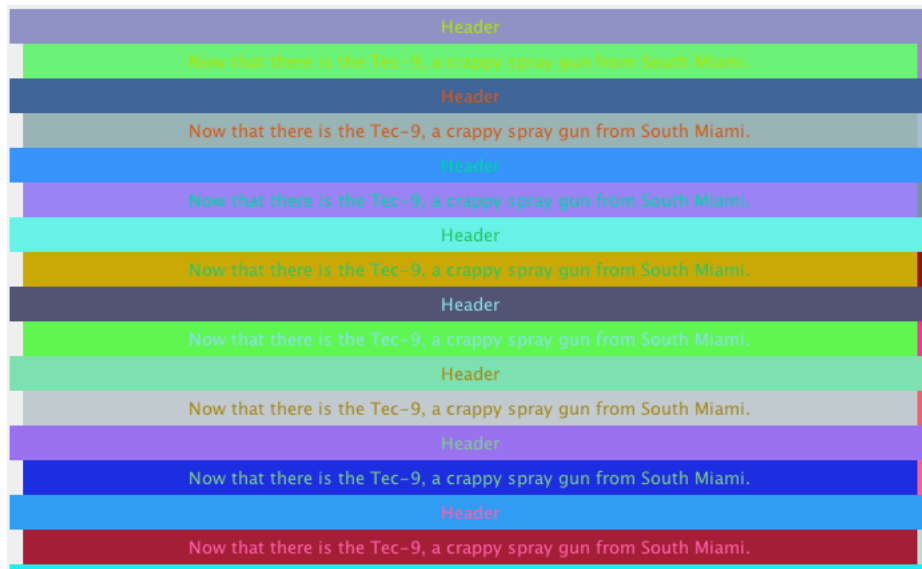 Header
Now that there is the Tec-9, a crappy spray gun from South Miami.
Header
Now that there is the Tec-9, a crappy spray gun from South Miami.
Header
Now that there is the Tec-9, a crappy spray gun from South Miami.
Header
Now that there is the Tec-9, a crappy spray gun from South Miami.
Header
Now that there is the Tec-9, a crappy spray gun from South Miami.
Header
Now that there is the Tec-9, a crappy spray gun from South Miami.
Header
Now that there is the Tec-9, a crappy spray gun from South Miami.
Header
Now that there is the Tec-9, a crappy spray gun from South Miami.